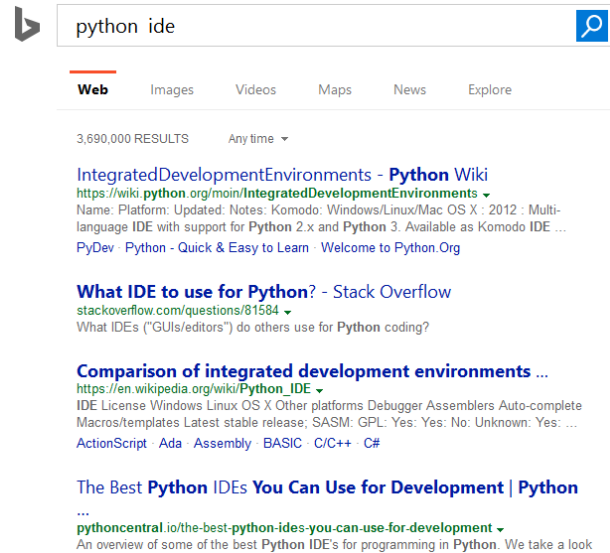 python ide
Web Images Videos Maps News Explore
3,690,000 RESULTS Any time
IntegratedDevelopmentEnvironments - Python Wiki
https://wiki.python.org/moin/IntegratedDevelopmentEnvironments
Name: Platform: Updated: Notes: Komodo: Windows/Linux/Mac OS X : 2012 : Multi-
language IDE with support for Python 2.x and Python 3. Available as Komodo IDE ...
PyDev · Python - Quick & Easy to Learn · Welcome to Python.Org
What IDE to use for Python? - Stack Overflow
stackoverflow.com/questions/81584
What IDEs ("GUIs/editors") do others use for Python coding?
Comparison of integrated development environments ...
https://en.wikipedia.org/wiki/Python_IDE
IDE License Windows Linux OS X Other platforms Debugger Assemblers Auto-complete
Macros/templates Latest stable release; SASM: GPL: Yes: Yes: No: Unknown: Yes: ...
ActionScript · Ada · Assembly · BASIC · C/C++ · C#
The Best Python IDEs You Can Use for Development | Python
...
pythoncentral.io/the-best-python-ides-you-can-use-for-development
An overview of some of the best Python IDE's for programming in Python. We take a look